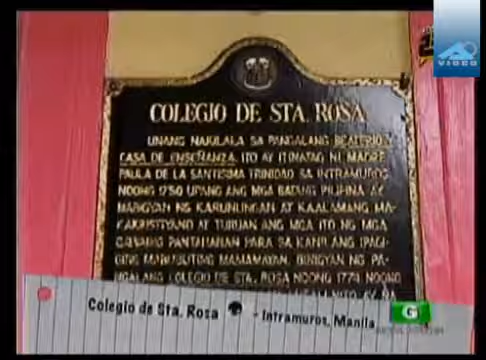 VIDEO
COLEGIO DE STA. ROSA
UNANG NAKILALA SA PANGALANG BEATERIO Y
CASA DE ENSEÑANZA. ITO AY ITINATAG NI MADRE
PAULA DE LA SANTISIMA TRINIDAD SA INTRAMUROS
NOONG 1750 UPANG ANG MGA BATANG PILIPINA AY
MABIGYAN NG KARUNUNGAN AT KAALAMANG MA-
KAKRISTIYANO AT TURUAN ANG MGA ITO NG MGA
GAWAING PANTAHANAN PARA SA KANILANG IPAGI-
GING MABUBUTING MAMAMAYAN. BINIGYAN NG PA-
NGALANG COLEGIO DE STA. ROSA NOONG 1774 NOONG
Colegio de Sta. Rosa - Intramuros, Manila
G